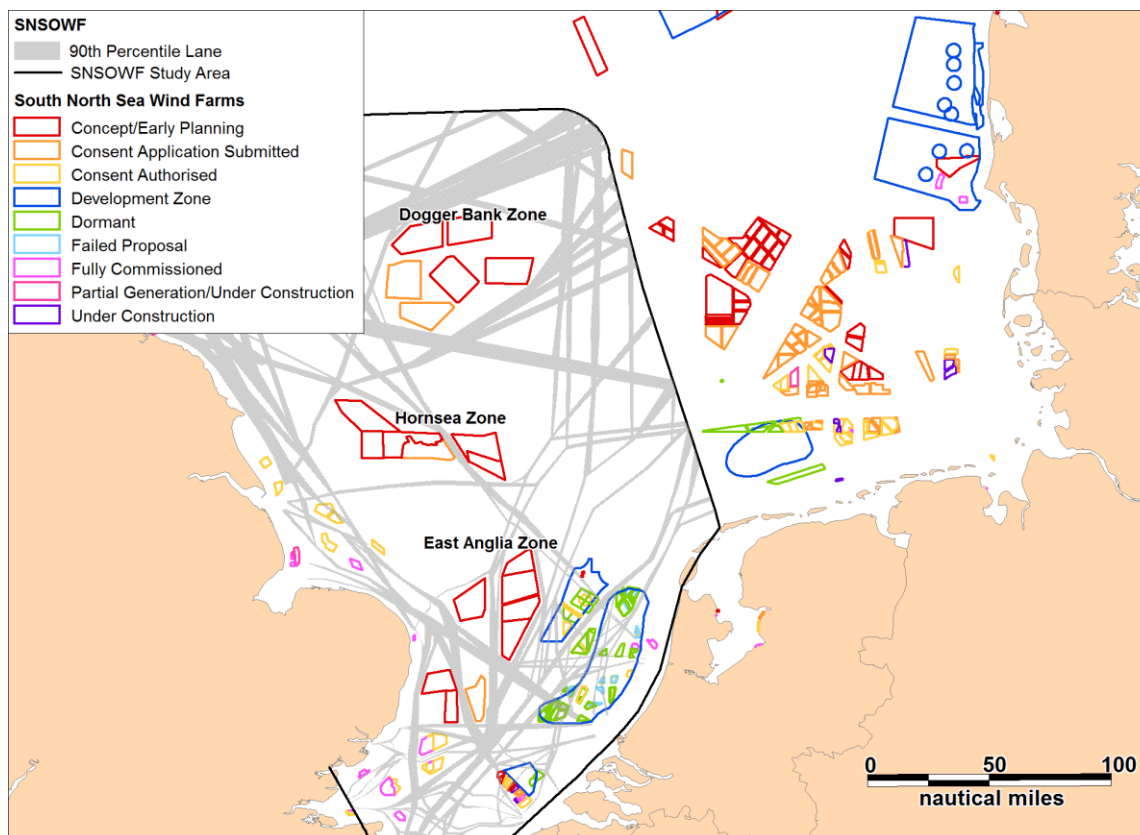 SNSOWF
90th Percentile Lane
SNSOWF Study Area
South North Sea Wind Farms
Concept/Early Planning
Consent Application Submitted
Consent Authorised
Development Zone
Dormant
Failed Proposal
Fully Commissioned
Partial Generation/Under Construction
Under Construction
Dogger Bank Zone
Hornsea Zone
East Anglia Zone
0 50 100
nautical miles